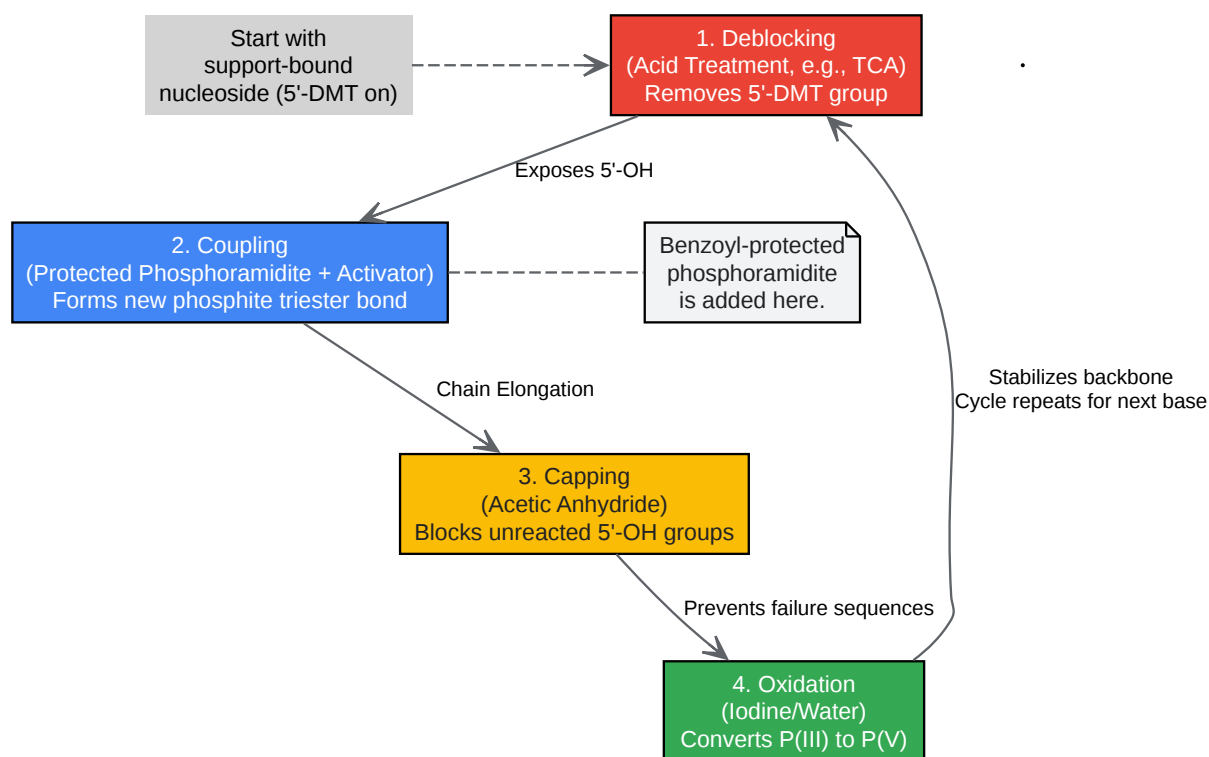 Start with
support-bound
nucleoside (5'-DMT on)
1. Deblocking
(Acid Treatment, e.g., TCA)
Removes 5'-DMT group
.
Exposes 5'-OH
2. Coupling
(Protected Phosphoramidite + Activator)
Forms new phosphite triester bond
Benzoyl-protected
phosphoramidite
is added here.
Chain Elongation
Stabilizes backbone
Cycle repeats for next base
3. Capping
(Acetic Anhydride)
Blocks unreacted 5'-OH groups
Prevents failure sequences
4. Oxidation
(Iodine/Water)
Converts P(III) to P(V)